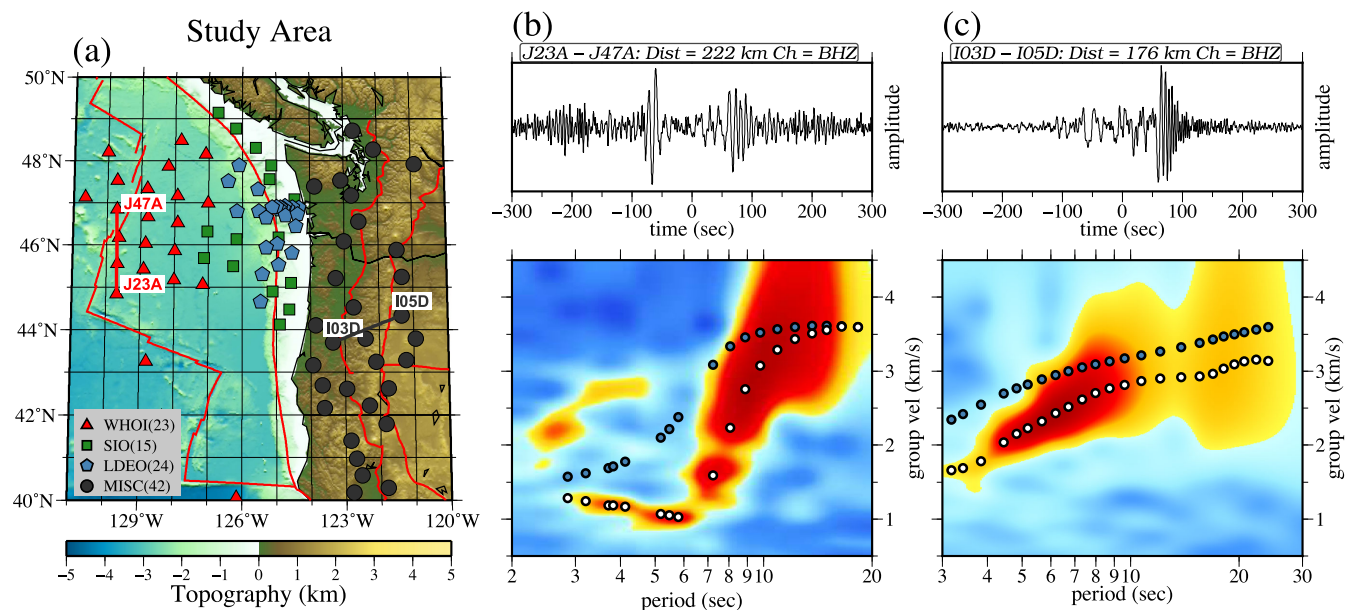 Study Area
(a)
50°N
48°N
46°N
44°N
42°N
40°N
129°W
126°W
123°W
120°W
J47A
J23A
I05D
I03D
WHOI(23)
SIO(15)
LDEO(24)
MISC(42)
−5 −4 −3 −2 −1 0 1 2 3 4 5
Topography (km)
(b)
J23A − J47A: Dist = 222 km Ch = BHZ
amplitude
−300 −200 −100 0 100 200 300
time (sec)
4
3
2
1
group vel (km/s)
2 3 4 5 6 7 8 9 10 20
period (sec)
(c)
I03D − I05D: Dist = 176 km Ch = BHZ
amplitude
−300 −200 −100 0 100 200 300
time (sec)
4
3
2
1
group vel (km/s)
3 4 5 6 7 8 9 10 20 30
period (sec)